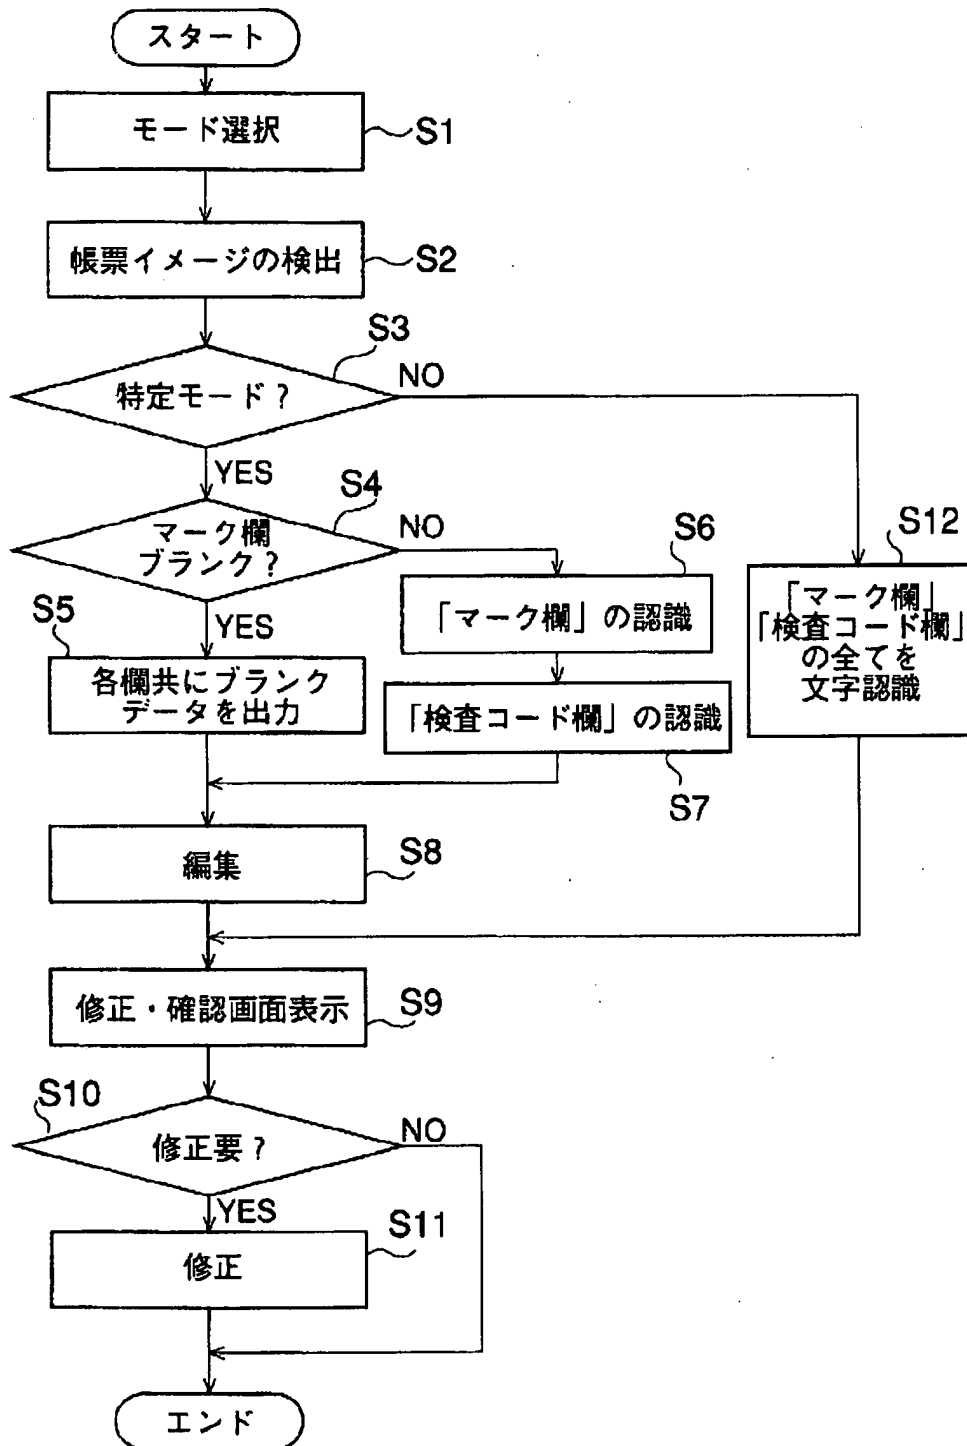 スタート
モード選択
S1
帳票イメージの検出
S2
S3
特定モード?
NO
YES
S4
マーク欄
ブランク?
NO
YES
S6
「マーク欄」の認識
S12
「マーク欄」
「検査コード欄」
の全てを
文字認識
S5
各欄共にブランク
データを出力
「検査コード欄」の認識
S7
編集
S8
修正・確認画面表示
S9
S10
修正要?
NO
YES
修正
S11
エンド